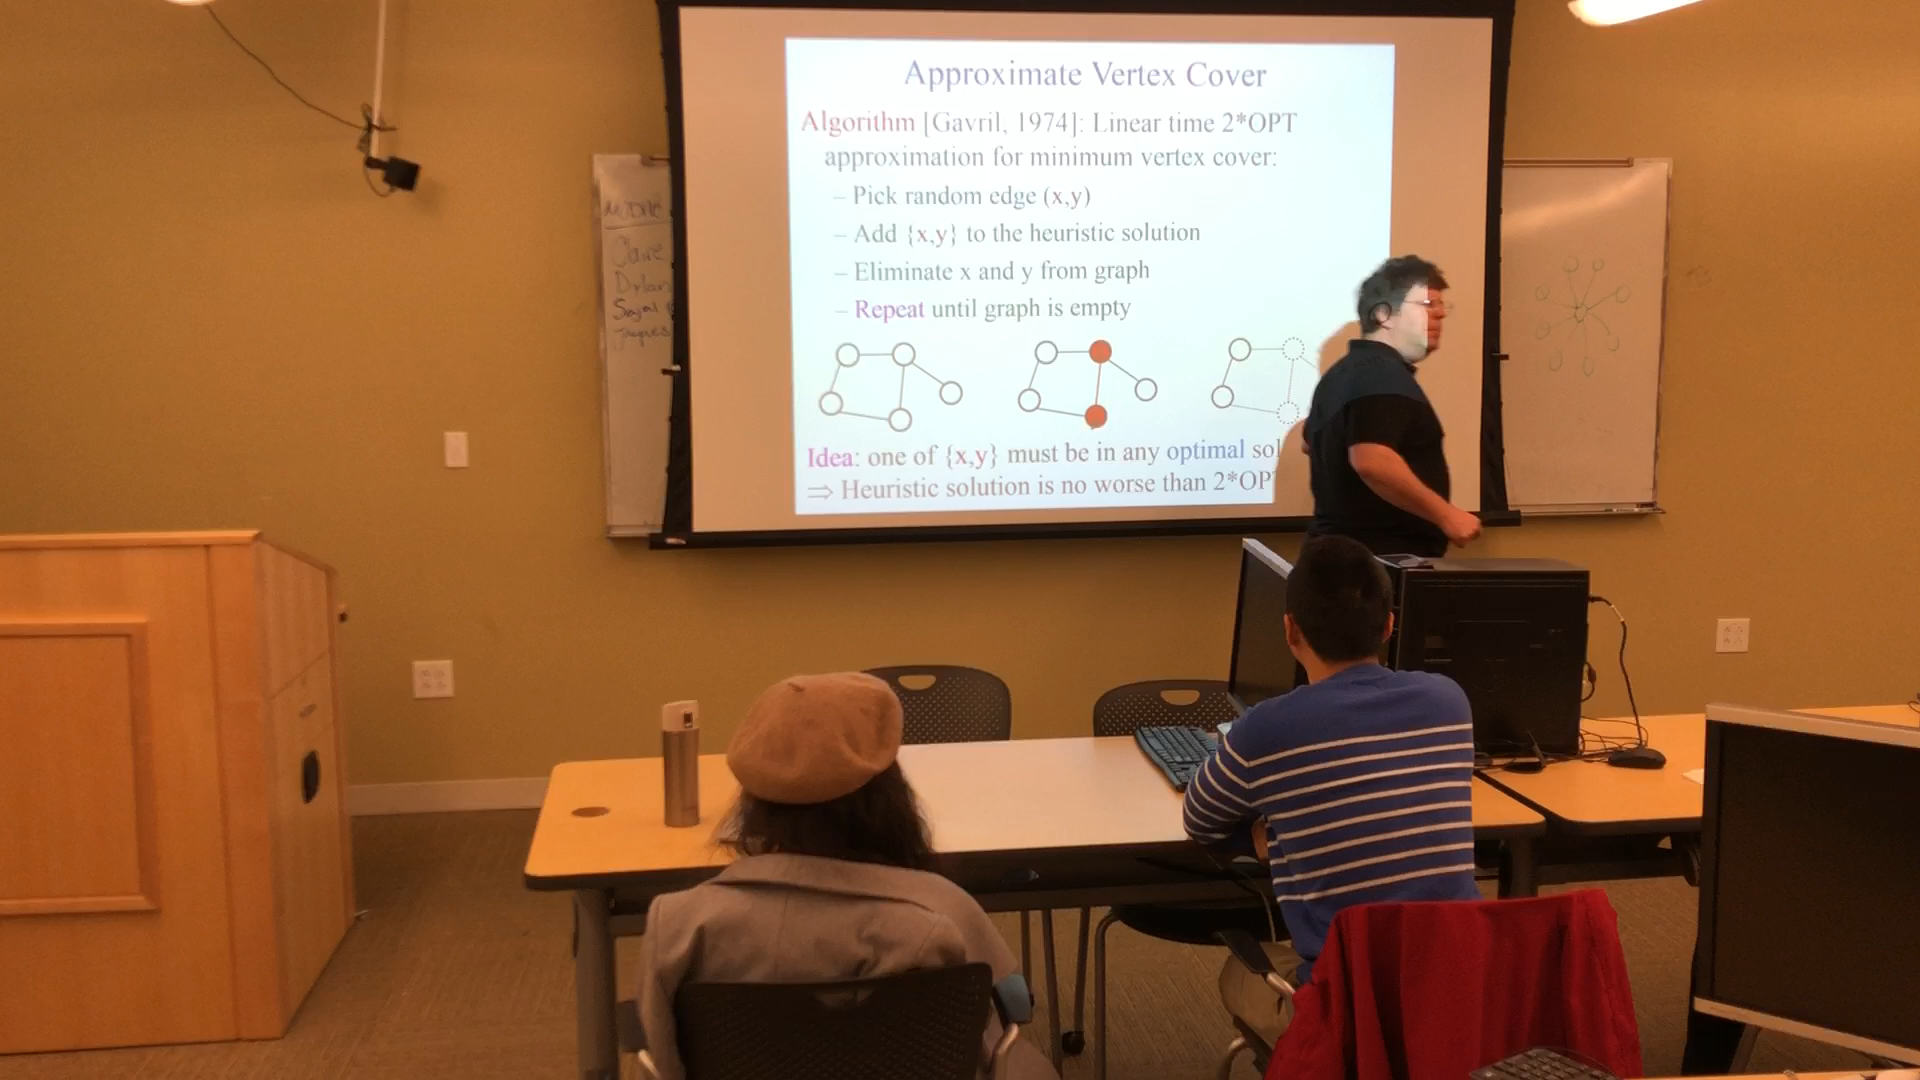 Approximate Vertex Cover
Algorithm [Gavril, 1974]: Linear time 2*OPT
approximation for minimum vertex cover:
– Pick random edge (x,y)
– Add {x,y} to the heuristic solution
– Eliminate x and y from graph
– Repeat until graph is empty
Idea: one of {x,y} must be in any optimal sol
⇒ Heuristic solution is no worse than 2*OP
Dylan
Jaques